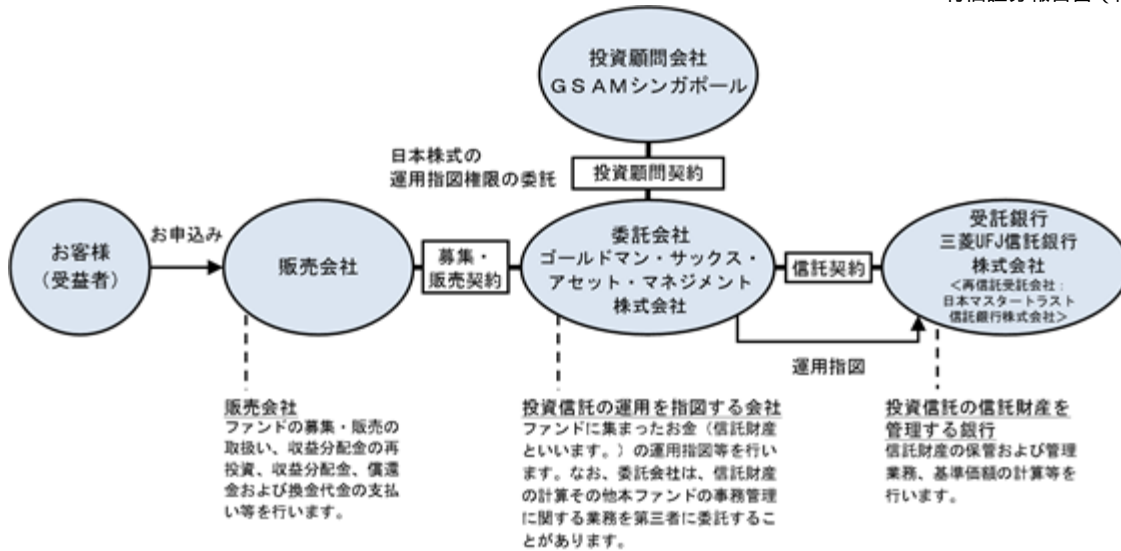 投資顧問会社
GSAMシンガポール
日本株式の
運用指図権限の委託
投資顧問契約
お客様
(受益者)
お申込み
販売会社
募集・
販売契約
委託会社
ゴールドマン・サックス・
アセット・マネジメント
株式会社
信託契約
受託銀行
三菱UFJ信託銀行
株式会社
<再信託受託会社:
日本マスタートラスト
信託銀行株式会社>
運用指図
販売会社
ファンドの募集・販売の
取扱い、収益分配金の再
投資、収益分配金、償還
金および換金代金の支払
い等を行います。
投資信託の運用を指図する会社
ファンドに集まったお金(信託財産
といいます。)の運用指図等を行い
ます。なお、委託会社は、信託財産
の計算その他本ファンドの事務管理
に関する業務を第三者に委託するこ
とがあります。
投資信託の信託財産を
管理する銀行
信託財産の保管および管理
業務、基準価額の計算等を
行います。